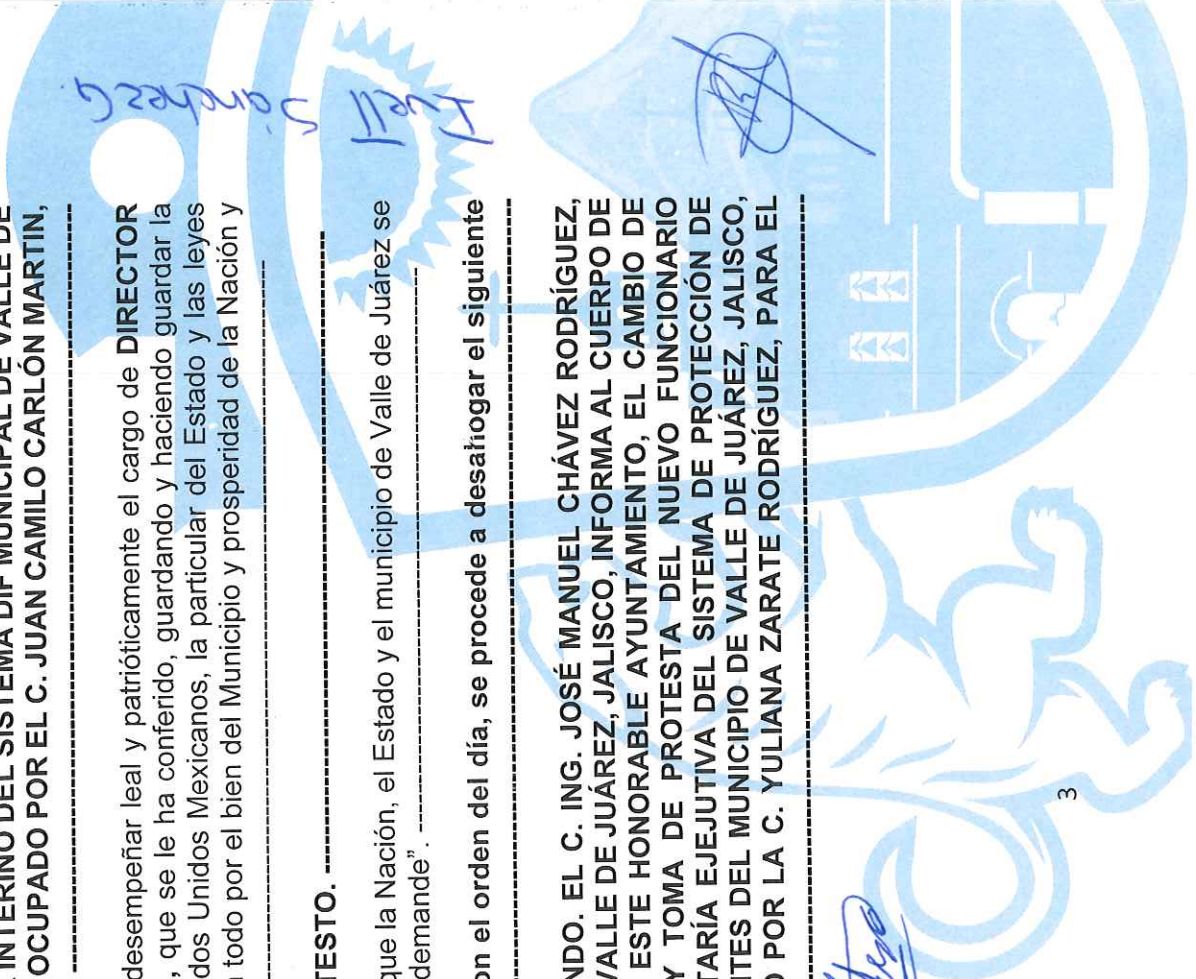 INTERINO DEL SISTEMA DIF MUNICIPAL DE VALLE DE
OCUPADO POR EL C. JUAN CAMILO CARLÓN MARTIN,
desempeñar leal y patrióticamente el cargo de DIRECTOR
, que se le ha conferido, guardando y haciendo guardar la
dos Unidos Mexicanos, la particular del Estado y las leyes
todo por el bien del Municipio y prosperidad de la Nación y
TESTO.
que la Nación, el Estado y el municipio de Valle de Juárez se
demande".
on el orden del día, se procede a desahogar el siguiente
NDO. EL C. ING. JOSÉ MANUEL CHÁVEZ RODRÍGUEZ,
VALLE DE JUÁREZ, JALISCO, INFORMA AL CUERPO DE
ESTE HONORABLE AYUNTAMIENTO, EL CAMBIO DE
Y TOMA DE PROTESTA DEL NUEVO FUNCIONARIO
TARÍA EJEJUTIVA DEL SISTEMA DE PROTECCIÓN DE
NTES DEL MUNICIPIO DE VALLE DE JUÁREZ, JALISCO,
O POR LA C. YULIANA ZARATE RODRÍGUEZ, PARA EL
3
Ivett Sánchez G.